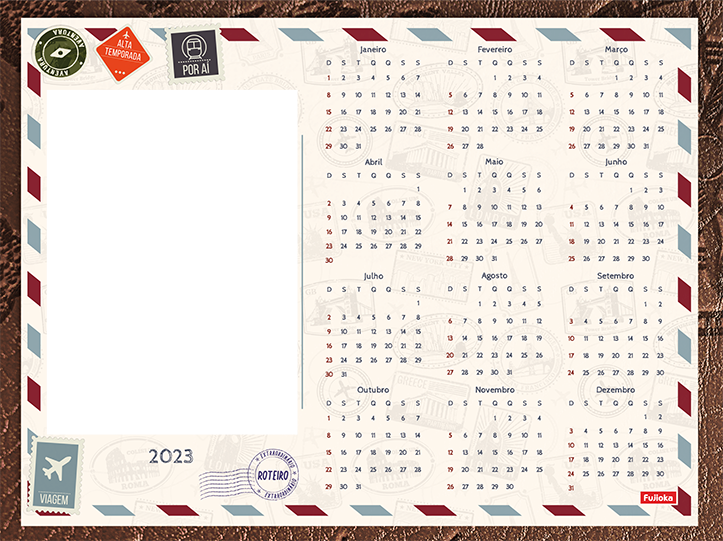 AVENTURA
AVENTURA
ALTA
TEMPORADA
POR AÍ
Janeiro
D S T Q Q S S
1 2 3 4 5 6 7
8 9 10 11 12 13 14
15 16 17 18 19 20 21
22 23 24 25 26 27 28
29 30 31
Fevereiro
D S T Q Q S S
1 2 3 4
5 6 7 8 9 10 11
12 13 14 15 16 17 18
19 20 21 22 23 24 25
26 27 28
Março
D S T Q Q S S
1 2 3 4
5 6 7 8 9 10 11
12 13 14 15 16 17 18
19 20 21 22 23 24 25
26 27 28 29 30 31
Abril
D S T Q Q S S
1
2 3 4 5 6 7 8
9 10 11 12 13 14 15
16 17 18 19 20 21 22
23 24 25 26 27 28 29
30
Maio
D S T Q Q S S
1 2 3 4 5 6
7 8 9 10 11 12 13
14 15 16 17 18 19 20
21 22 23 24 25 26 27
28 29 30 31
Junho
D S T Q Q S S
1 2 3
4 5 6 7 8 9 10
11 12 13 14 15 16 17
18 19 20 21 22 23 24
25 26 27 28 29 30
Julho
D S T Q Q S S
1
2 3 4 5 6 7 8
9 10 11 12 13 14 15
16 17 18 19 20 21 22
23 24 25 26 27 28 29
30 31
Agosto
D S T Q Q S S
1 2 3 4 5
6 7 8 9 10 11 12
13 14 15 16 17 18 19
20 21 22 23 24 25 26
27 28 29 30 31
Setembro
D S T Q Q S S
1 2
3 4 5 6 7 8 9
10 11 12 13 14 15 16
17 18 19 20 21 22 23
24 25 26 27 28 29 30
Outubro
D S T Q Q S S
1 2 3 4 5 6 7
8 9 10 11 12 13 14
15 16 17 18 19 20 21
22 23 24 25 26 27 28
29 30 31
Novembro
D S T Q Q S S
1 2 3 4
5 6 7 8 9 10 11
12 13 14 15 16 17 18
19 20 21 22 23 24 25
26 27 28 29 30
Dezembro
D S T Q Q S S
1 2
3 4 5 6 7 8 9
10 11 12 13 14 15 16
17 18 19 20 21 22 23
24 25 26 27 28 29 30
31
2023
EXTRAORDINÁRIO
ROTEIRO
EXTRAORDINÁRIO
VIAGEM
Fujioka